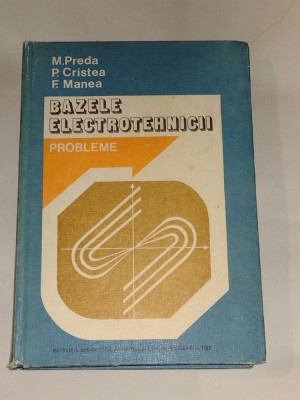 M. Preda
P. Cristea
F. Manea
BAZELE
ELECTROTEHNICII
PROBLEME